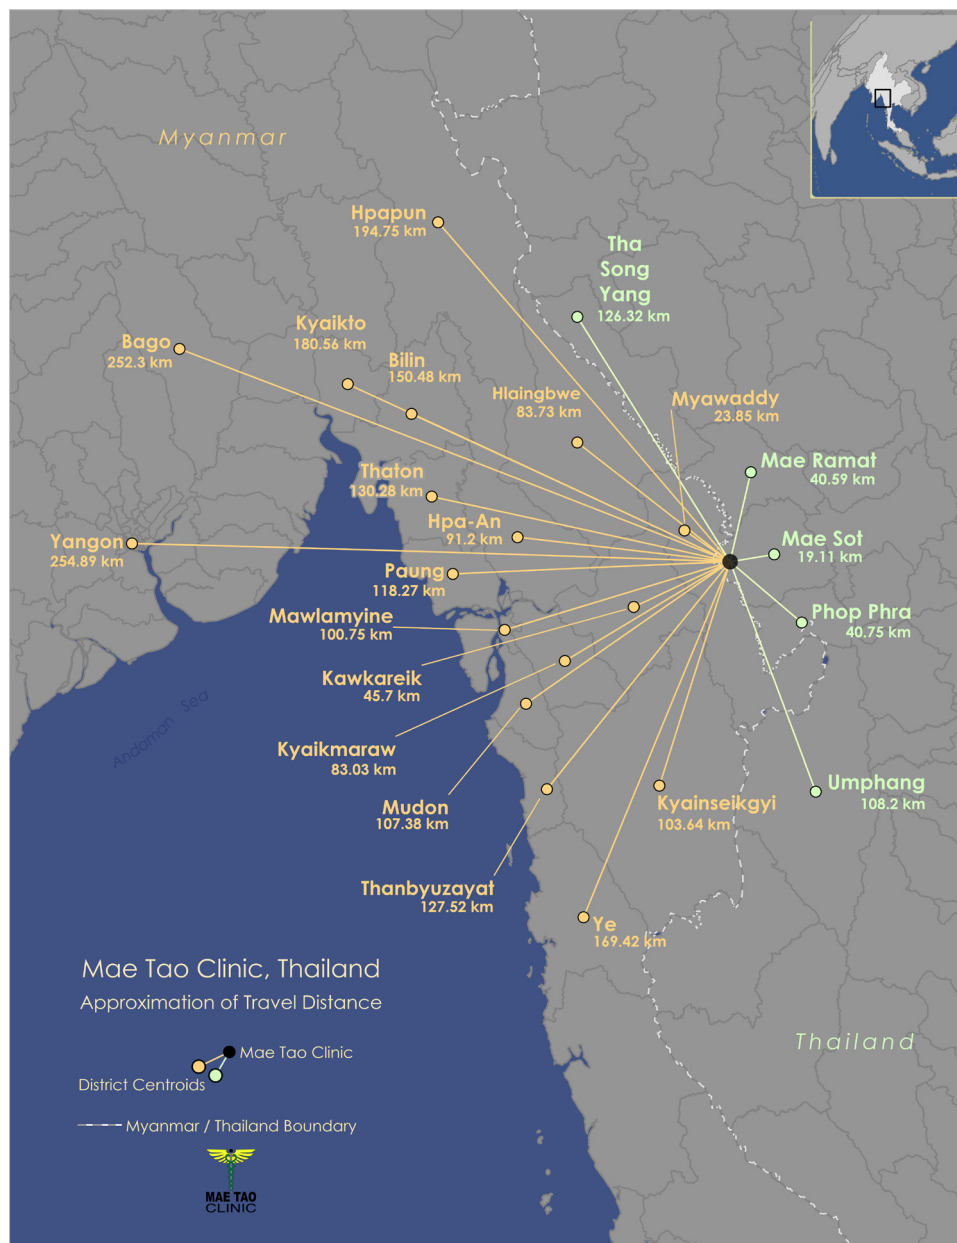 Myanmar
Hpapun
194.75 km
Tha
Song
Yang
126.32 km
Kyaikto
180.56 km
Bago
252.3 km
Bilin
150.48 km
Hlaingbwe
83.73 km
Myawaddy
23.85 km
Mae Ramat
40.59 km
Thaton
130.28 km
Hpa-An
91.2 km
Yangon
254.89 km
Mae Sot
19.11 km
Paung
118.27 km
Mawlamyine
100.75 km
Phop Phra
40.75 km
Kawkareik
45.7 km
Andaman Sea
Kyaikmaraw
83.03 km
Umphang
108.2 km
Mudon
107.38 km
Kyainseikgyi
103.64 km
Thanbyuzayat
127.52 km
Ye
169.42 km
Mae Tao Clinic, Thailand
Approximation of Travel Distance
Mae Tao Clinic
District Centroids
Myanmar / Thailand Boundary
Thailand
MAE TAO
CLINIC